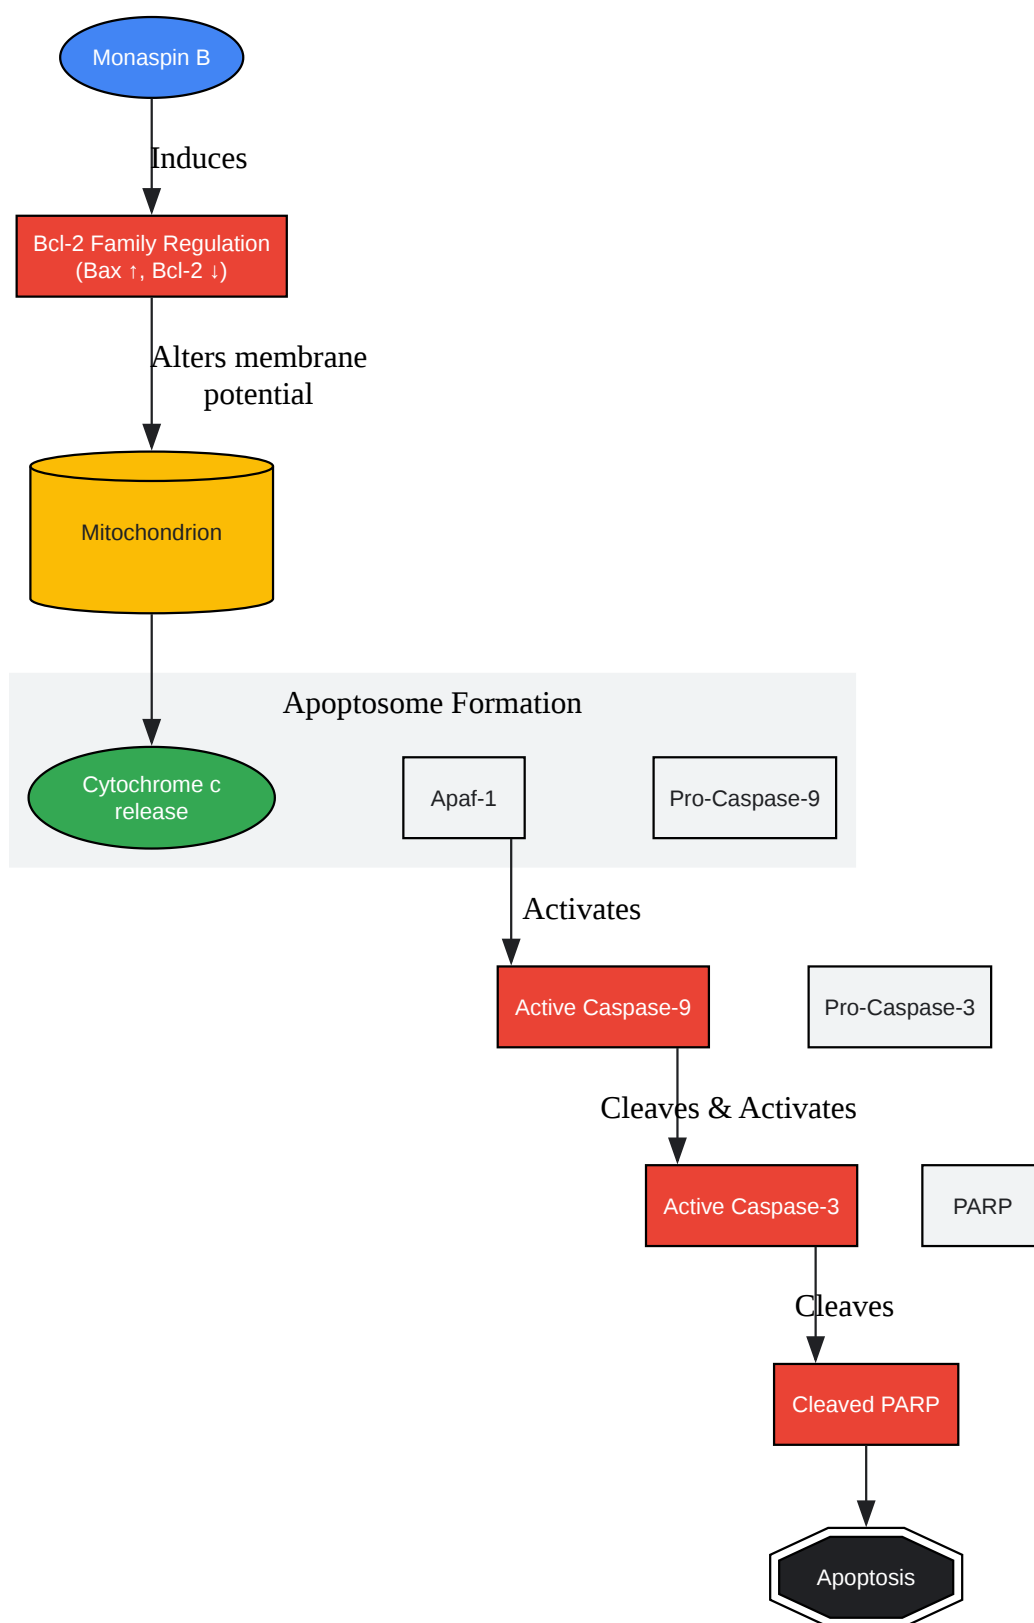 Monaspin B
Induces
Bcl-2 Family Regulation
(Bax ↑, Bcl-2 ↓)
Alters membrane
potential
Mitochondrion
Apoptosome Formation
Cytochrome c
release
Apaf-1
Pro-Caspase-9
Activates
Active Caspase-9
Pro-Caspase-3
Cleaves & Activates
Active Caspase-3
PARP
Cleaves
Cleaved PARP
Apoptosis